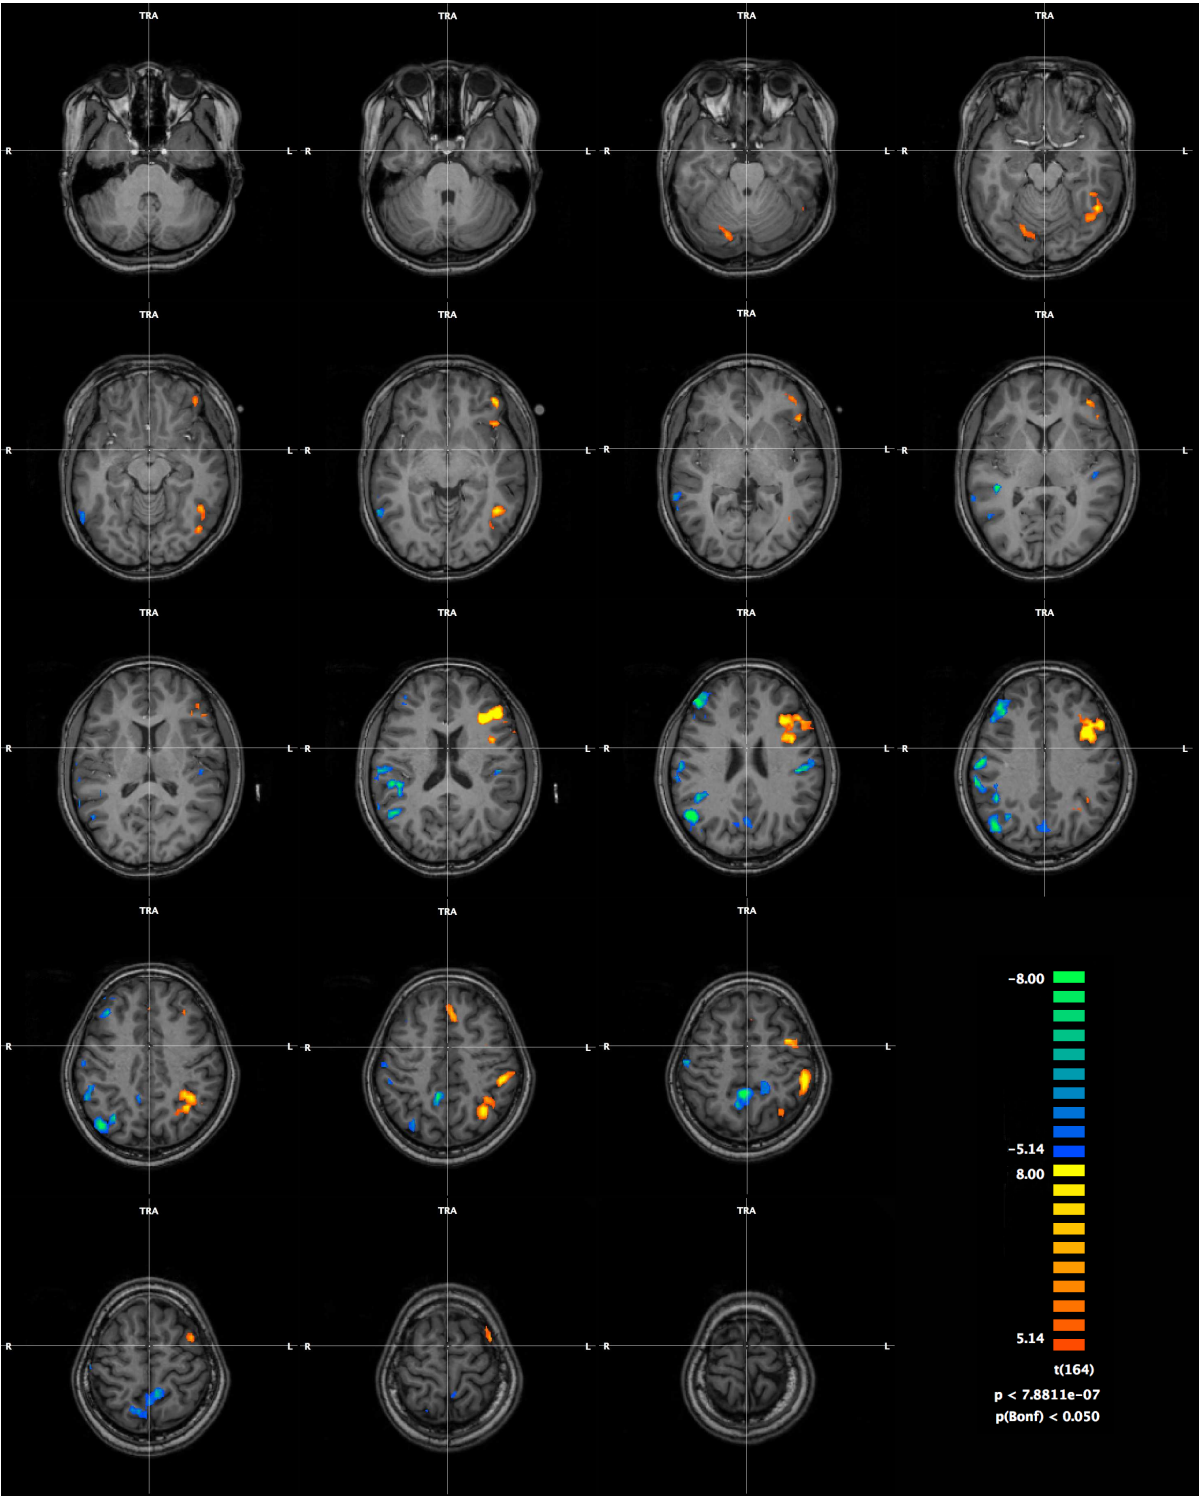 TRA TRA TRA TRA
R L R L R L R L
TRA TRA TRA TRA
R L R L R L R L
TRA TRA TRA TRA
R L R L R L R L
TRA TRA TRA
−8.00
R L R L R L
−5.14
8.00
TRA TRA TRA
5.14
R L R L R L
t(164)
p < 7.8811e−07
p(Bonf) < 0.050